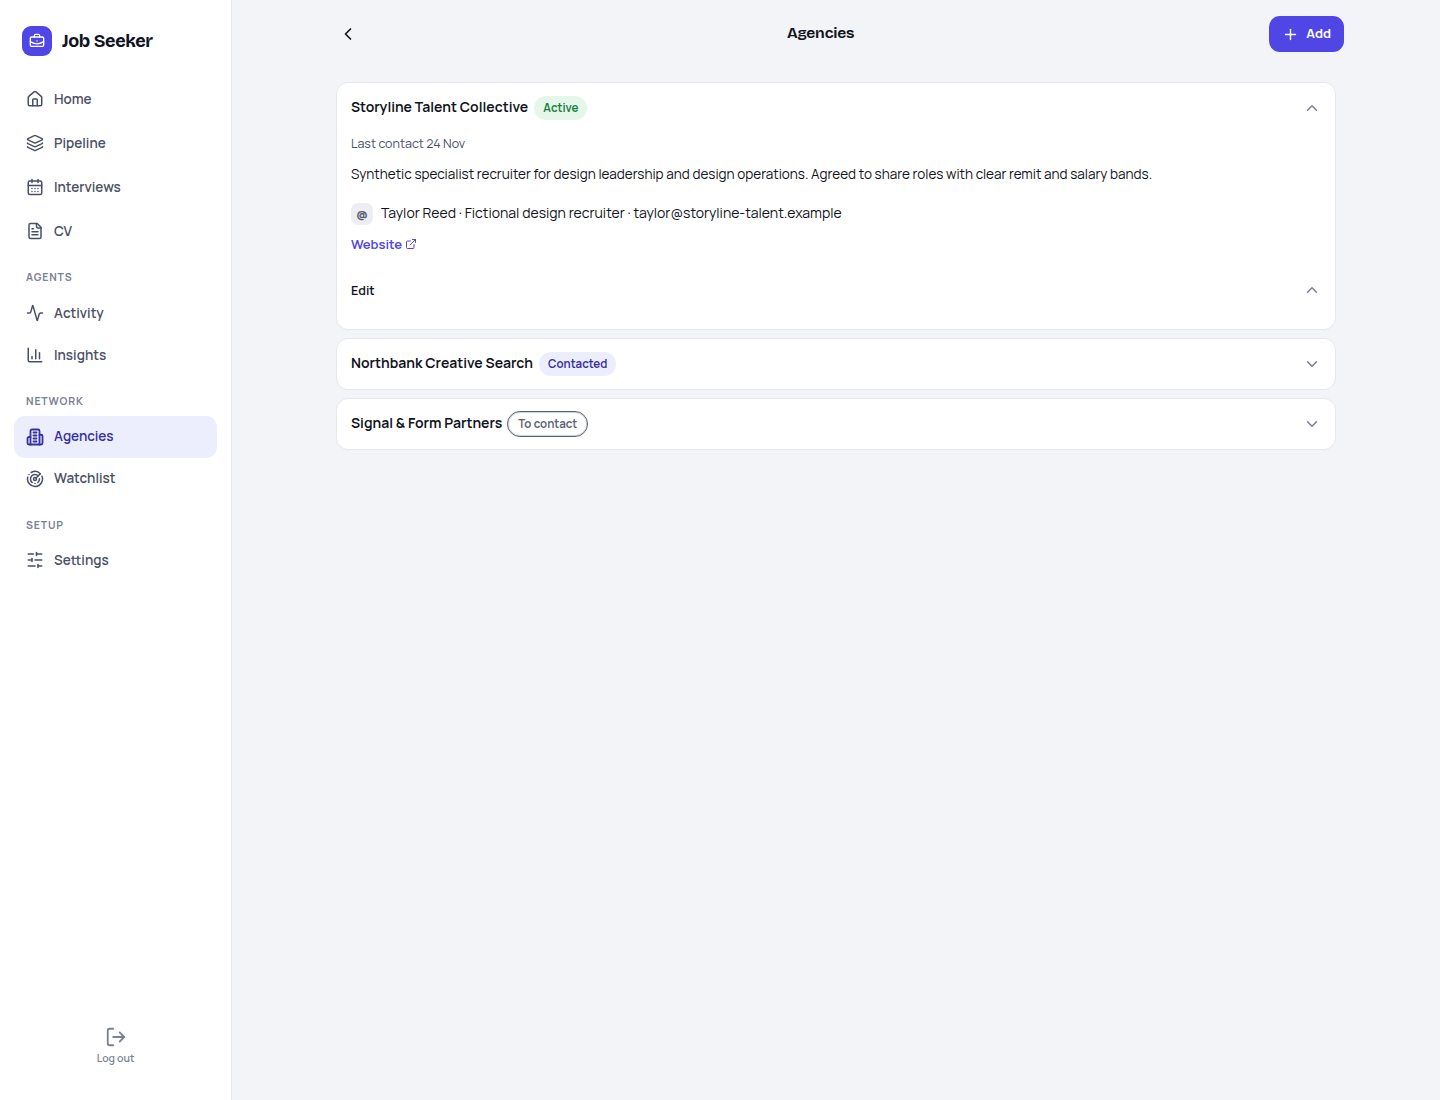 Job Seeker
Home
Pipeline
Interviews
CV
AGENTS
Activity
Insights
NETWORK
Agencies
Watchlist
SETUP
Settings
Log out
Agencies
Add
Storyline Talent Collective Active
Last contact 24 Nov
Synthetic specialist recruiter for design leadership and design operations. Agreed to share roles with clear remit and salary bands.
@ Taylor Reed · Fictional design recruiter · taylor@storyline-talent.example
Website
Edit
Northbank Creative Search Contacted
Signal & Form Partners To contact